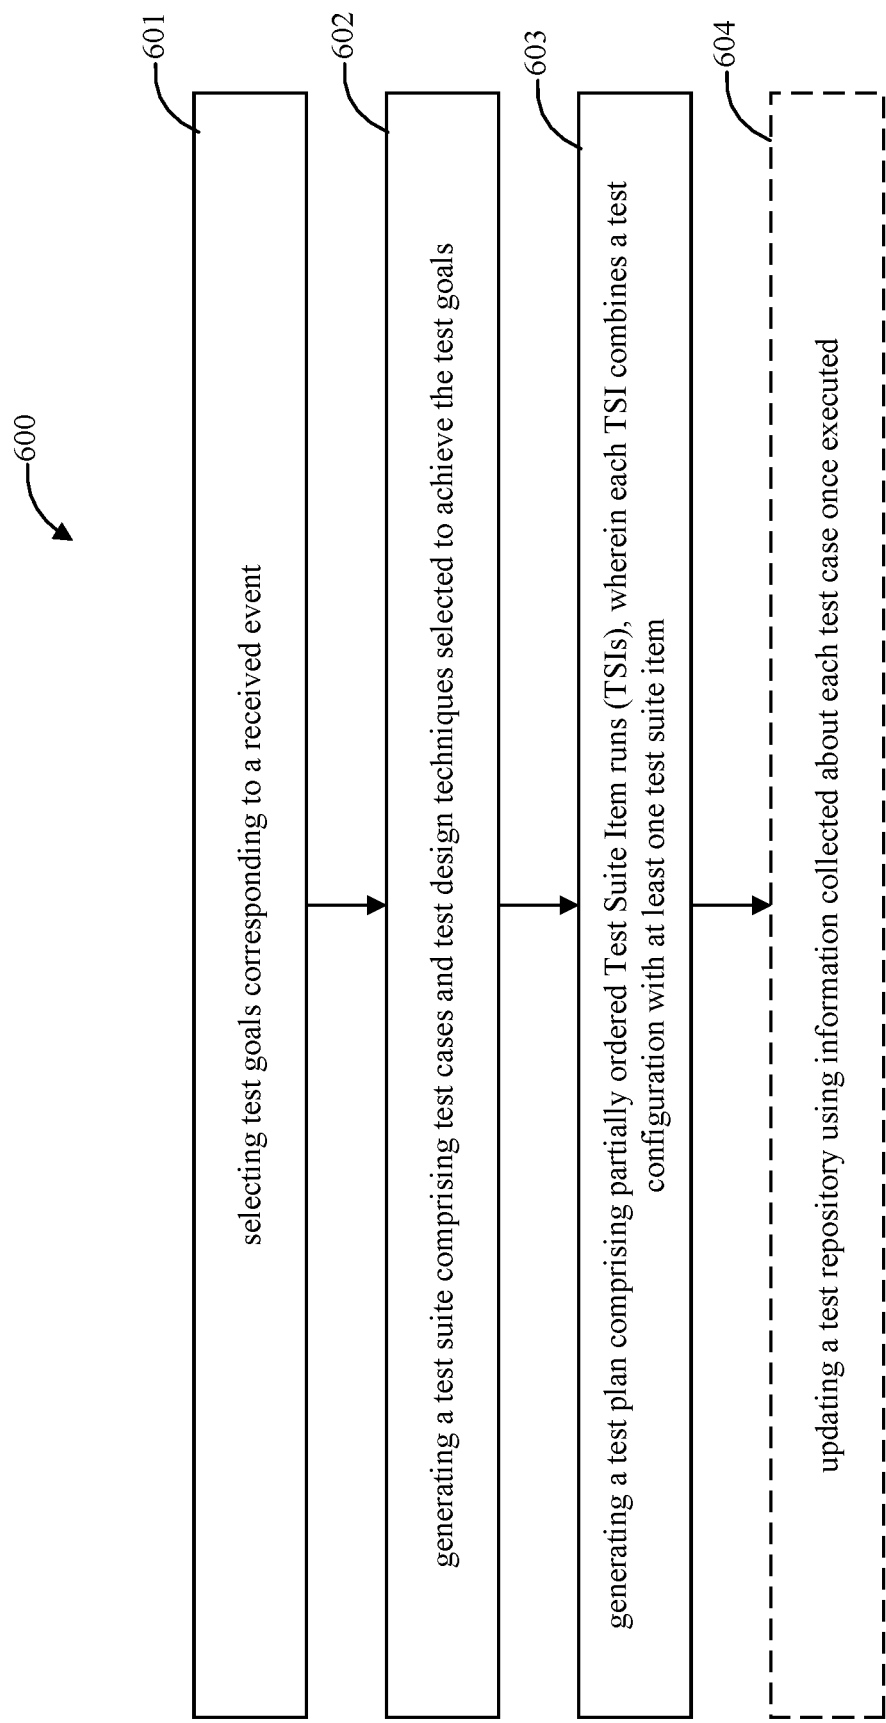 600
601
selecting test goals corresponding to a received event
602
generating a test suite comprising test cases and test design techniques selected to achieve the test goals
603
generating a test plan comprising partially ordered Test Suite Item runs (TSIs), wherein each TSI combines a test
configuration with at least one test suite item
604
updating a test repository using information collected about each test case once executed